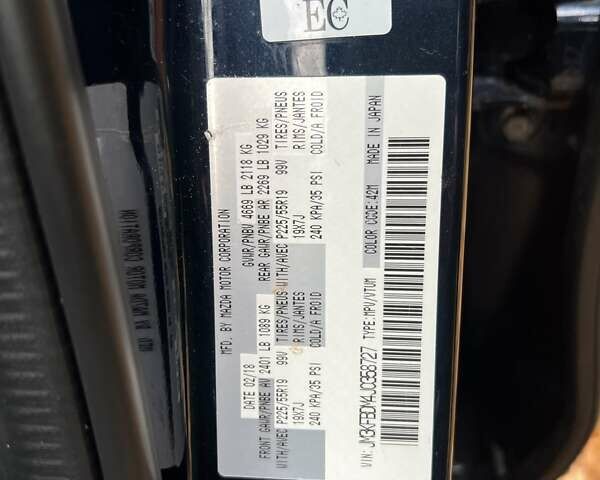 EC
MFD. BY MAZDA MOTOR CORPORATION
DATE 02/18 GVWR/PNBV 4669 LB 2118 KG
FRONT GAWR/PNBE AV 2401 LB 1089 KG REAR GAWR/PNBE AR 2269 LB 1029 KG
WITH/AVEC P225/55R19 99V TIRES/PNEUS WITH/AVEC P225/55R19 99V TIRES/PNEUS
19X7J RIMS/JANTES 19X7J RIMS/JANTES
240 KPA/35 PSI COLD/A FROID 240 KPA/35 PSI COLD/A FROID
VIN: JM3KFBDM4J0358727 TYPE:MPV/VTUM COLOR CODE:42M MADE IN JAPAN